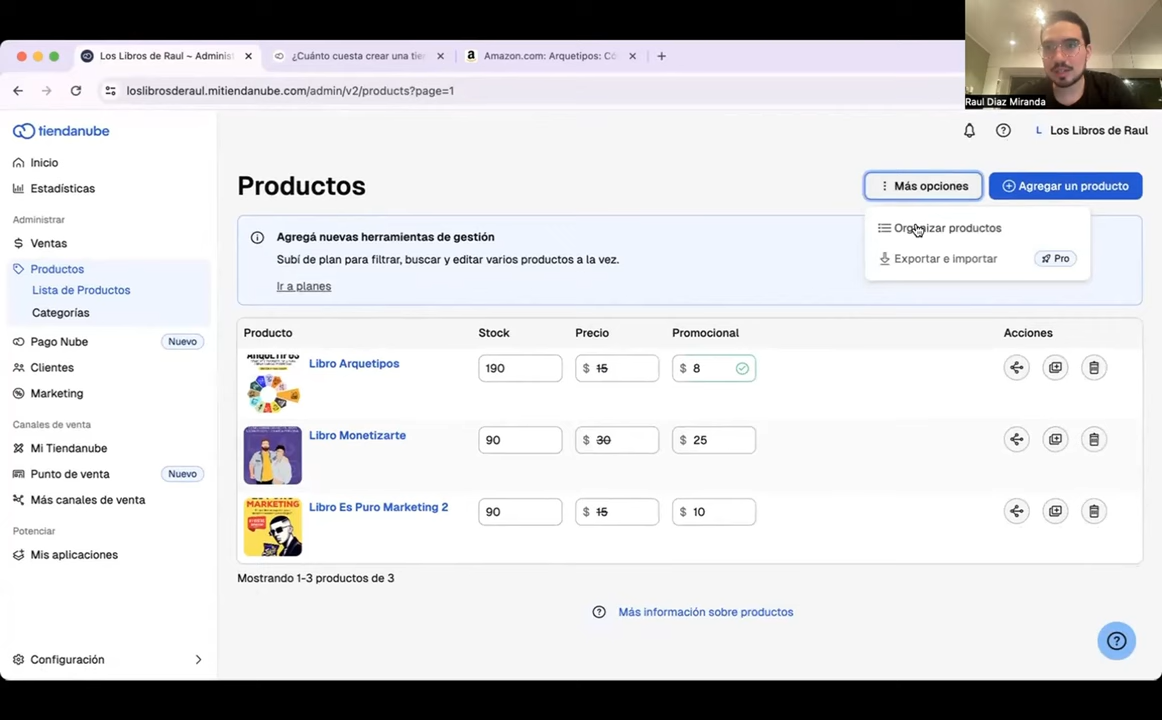 Los Libros de Raul ~ Adminis
¿Cuánto cuesta crear una tie
Amazon.com: Arquetipos: Có
loslibrosderaul.mitiendanube.com/admin/v2/products?page=1
Raul Diaz Miranda
tiendanube
L Los Libros de Raul
Inicio
Estadísticas
Administrar
Ventas
Productos
Lista de Productos
Categorías
Pago Nube Nuevo
Clientes
Marketing
Canales de venta
Mi Tiendanube
Punto de venta Nuevo
Más canales de venta
Potenciar
Mis aplicaciones
Configuración
Productos
Más opciones
Agregar un producto
Organizar productos
Exportar e importar Pro
Agregá nuevas herramientas de gestión
Subí de plan para filtrar, buscar y editar varios productos a la vez.
Ir a planes
Producto Stock Precio Promocional Acciones
ARQUETIPOS
Libro Arquetipos 190 $ 15 $ 8
Libro Monetizarte 90 $ 30 $ 25
MARKETING
Libro Es Puro Marketing 2 90 $ 15 $ 10
Mostrando 1-3 productos de 3
Más información sobre productos